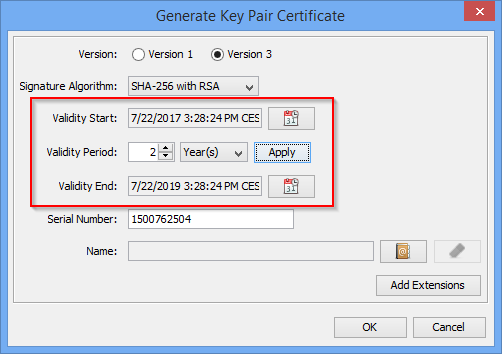 Generate Key Pair Certificate
Version: Version 1 Version 3
Signature Algorithm: SHA-256 with RSA
Validity Start: 7/22/2017 3:28:24 PM CES
Validity Period: 2 Year(s) Apply
Validity End: 7/22/2019 3:28:24 PM CES
Serial Number: 1500762504
Name:
Add Extensions
OK Cancel